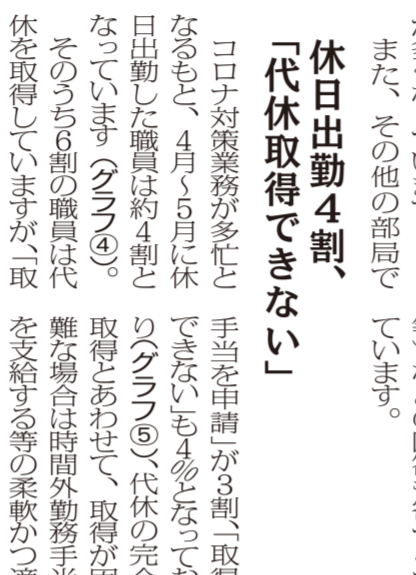 また、その他の部局で
ています。
休日出勤4割、
「代休取得できない」
コロナ対策業務が多忙と
なるもと、4月～5月に休
日出勤した職員は約4割と
なっています（グラフ④）。
そのうち6割の職員は代
休を取得していますが、「取
手当を申請」が3割、「取得
できない」も4％となってお
り（グラフ⑤）、代休の完全
取得とあわせて、取得が困
難な場合は時間外勤務手当
を支給する等の柔軟かつ適